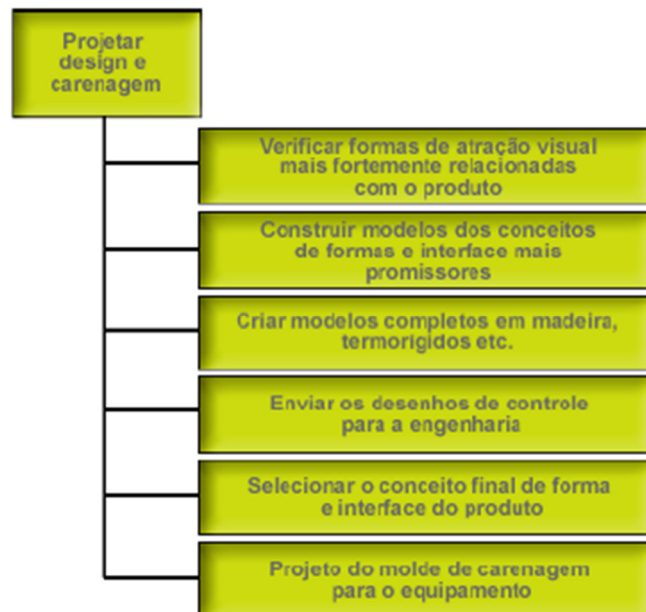 Projetar
design e
carenagem
Verificar formas de atração visual
mais fortemente relacionadas
com o produto
Construir modelos dos conceitos
de formas e interface mais
promissores
Criar modelos completos em madeira,
termorígidos etc.
Enviar os desenhos de controle
para a engenharia
Selecionar o conceito final de forma
e interface do produto
Projeto do molde de carenagem
para o equipamento